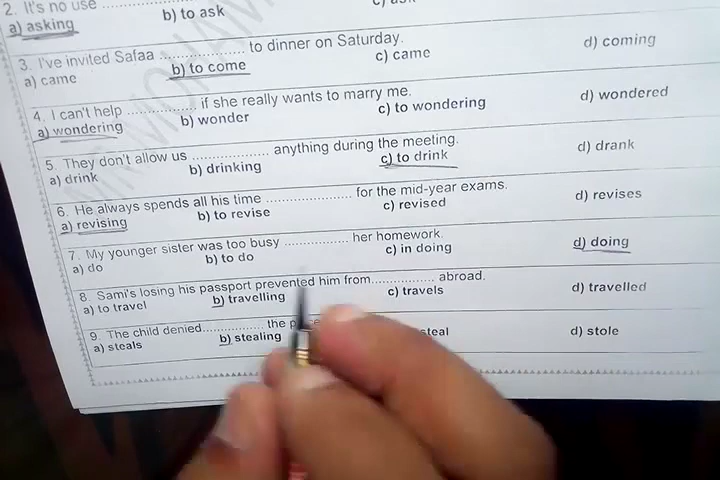 2. It's no use ..............
a) asking b) to ask
3. I've invited Safaa ..................... to dinner on Saturday.
a) came b) to come c) came d) coming
4. I can't help ................. if she really wants to marry me.
a) wondering b) wonder c) to wondering d) wondered
5. They don't allow us ................... anything during the meeting.
a) drink b) drinking c) to drink d) drank
6. He always spends all his time ..................... for the mid-year exams.
a) revising b) to revise c) revised d) revises
7. My younger sister was too busy ................ her homework.
a) do b) to do c) in doing d) doing
8. Sami's losing his passport prevented him from................ abroad.
a) to travel b) travelling c) travels d) travelled
9. The child denied............... the
a) steals b) stealing steal d) stole